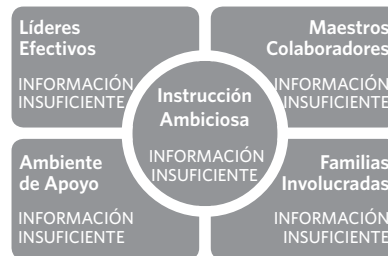 Líderes
Efectivos
INFORMACIÓN
INSUFICIENTE
Maestros
Colaboradores
INFORMACIÓN
INSUFICIENTE
Instrucción
Ambiciosa
INFORMACIÓN
INSUFICIENTE
Ambiente
de Apoyo
INFORMACIÓN
INSUFICIENTE
Familias
Involucradas
INFORMACIÓN
INSUFICIENTE